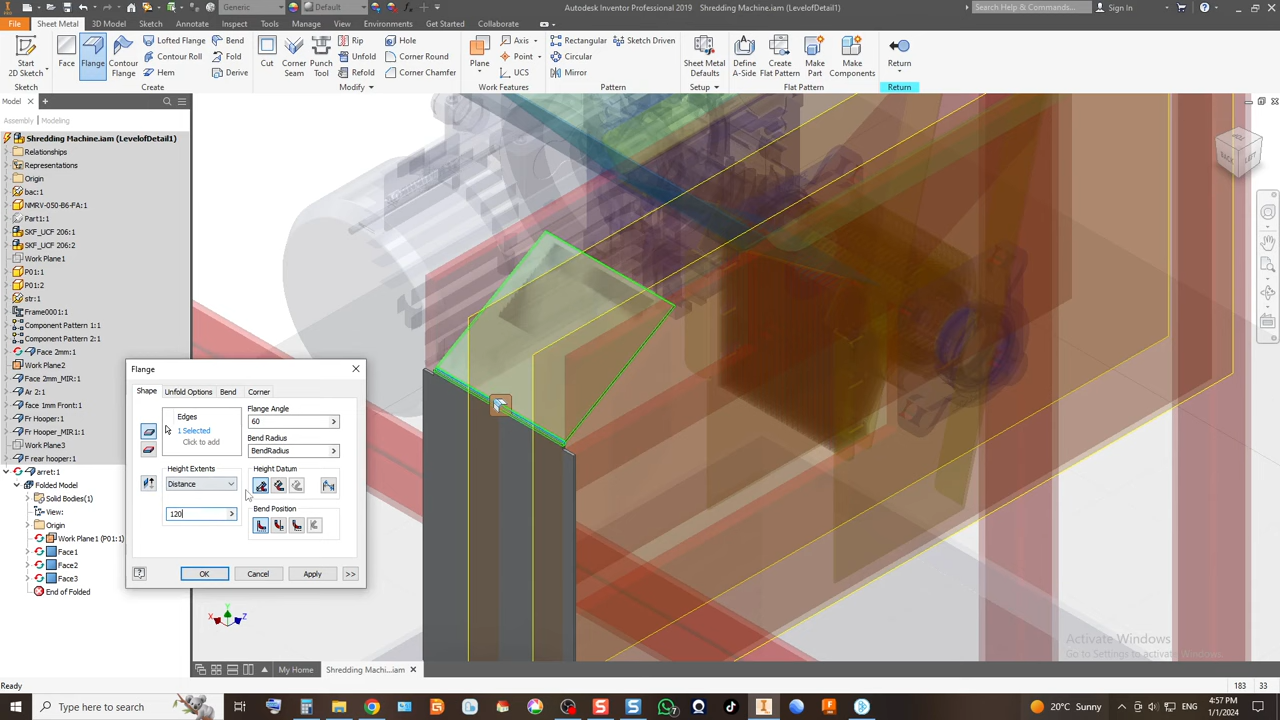 Generic
Default
Autodesk Inventor Professional 2019   Shredding Machine.iam (LevelofDetail1)
Search Help & Commands...
Sign In
File
Sheet Metal
3D Model
Sketch
Annotate
Inspect
Tools
Manage
View
Environments
Get Started
Collaborate
Start
2D Sketch
Face
Flange
Contour
Flange
Lofted Flange
Contour Roll
Hem
Bend
Fold
Derive
Cut
Corner
Seam
Punch
Tool
Rip
Unfold
Refold
Hole
Corner Round
Corner Chamfer
Plane
Axis
Point
UCS
Rectangular
Circular
Mirror
Sketch Driven
Sheet Metal
Defaults
Define
A-Side
Create
Flat Pattern
Make
Part
Make
Components
Return
Sketch
Create
Modify
Work Features
Pattern
Setup
Flat Pattern
Return
Model
Assembly
Modeling
Shredding Machine.iam (LevelofDetail1)
Relationships
Representations
Origin
bac:1
NMRV-050-B6-FA:1
Part1:1
SKF_UCF 206:1
SKF_UCF 206:2
Work Plane1
P01:1
P01:2
str:1
Frame0001:1
Component Pattern 1:1
Component Pattern 2:1
Face 2mm:1
Work Plane2
Face 2mm_MIR:1
Ar 2:1
face 1mm Front:1
Fr Hooper:1
Fr Hooper_MIR:1
Work Plane3
F rear hooper:1
arret:1
Folded Model
Solid Bodies(1)
View:
Origin
Work Plane1 (P01:1)
Face1
Face2
Face3
End of Folded
Flange
Shape
Unfold Options
Bend
Corner
Edges
1 Selected
Click to add
Flange Angle
60
Bend Radius
BendRadius
Height Extents
Distance
120
Height Datum
Bend Position
OK
Cancel
Apply
>>
BACK
LEFT
Y
X
Z
My Home
Shredding Machi...iam
Activate Windows
Go to Settings to activate Windows.
Ready
183
33
Type here to search
20°C Sunny
ENG
4:57 PM
1/1/2024